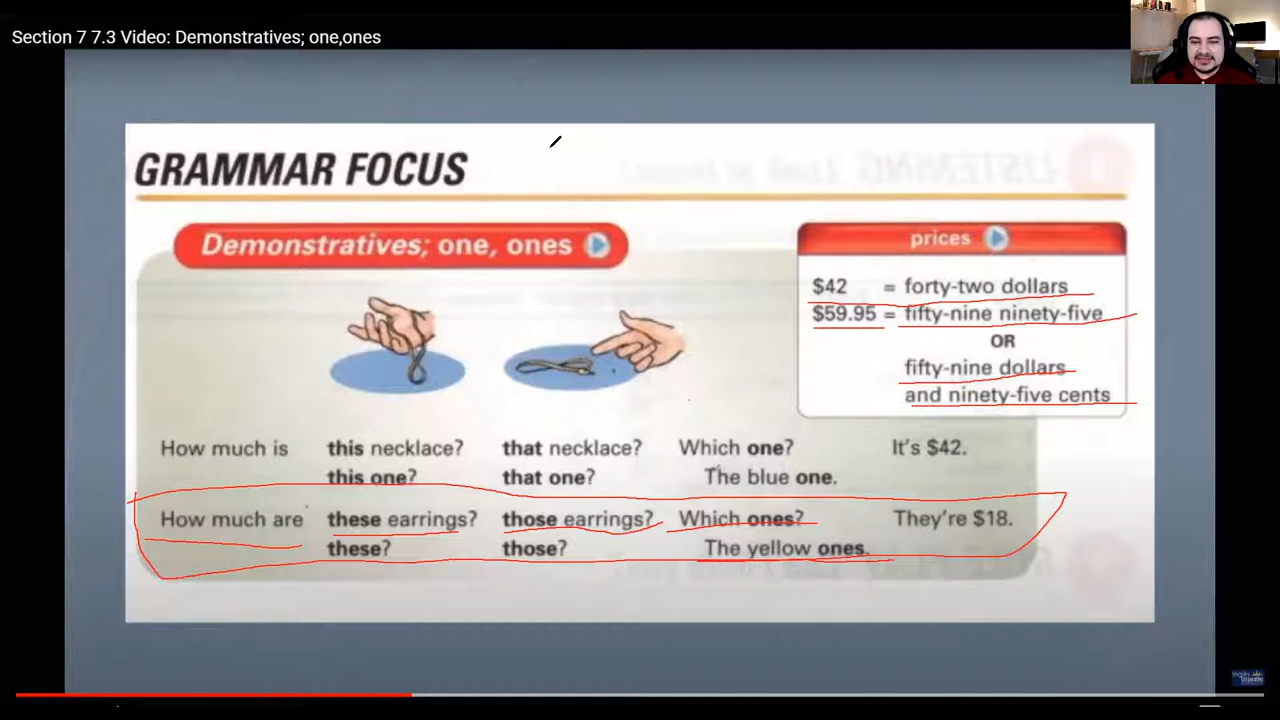 Section 7 7.3 Video: Demonstratives; one,ones
GRAMMAR FOCUS
Demonstratives; one, ones
prices
$42 = forty-two dollars
$59.95 = fifty-nine ninety-five
OR
fifty-nine dollars
and ninety-five cents
How much is this necklace? that necklace? Which one? It's $42.
this one? that one? The blue one.
How much are these earrings? those earrings? Which ones? They're $18.
these? those? The yellow ones.